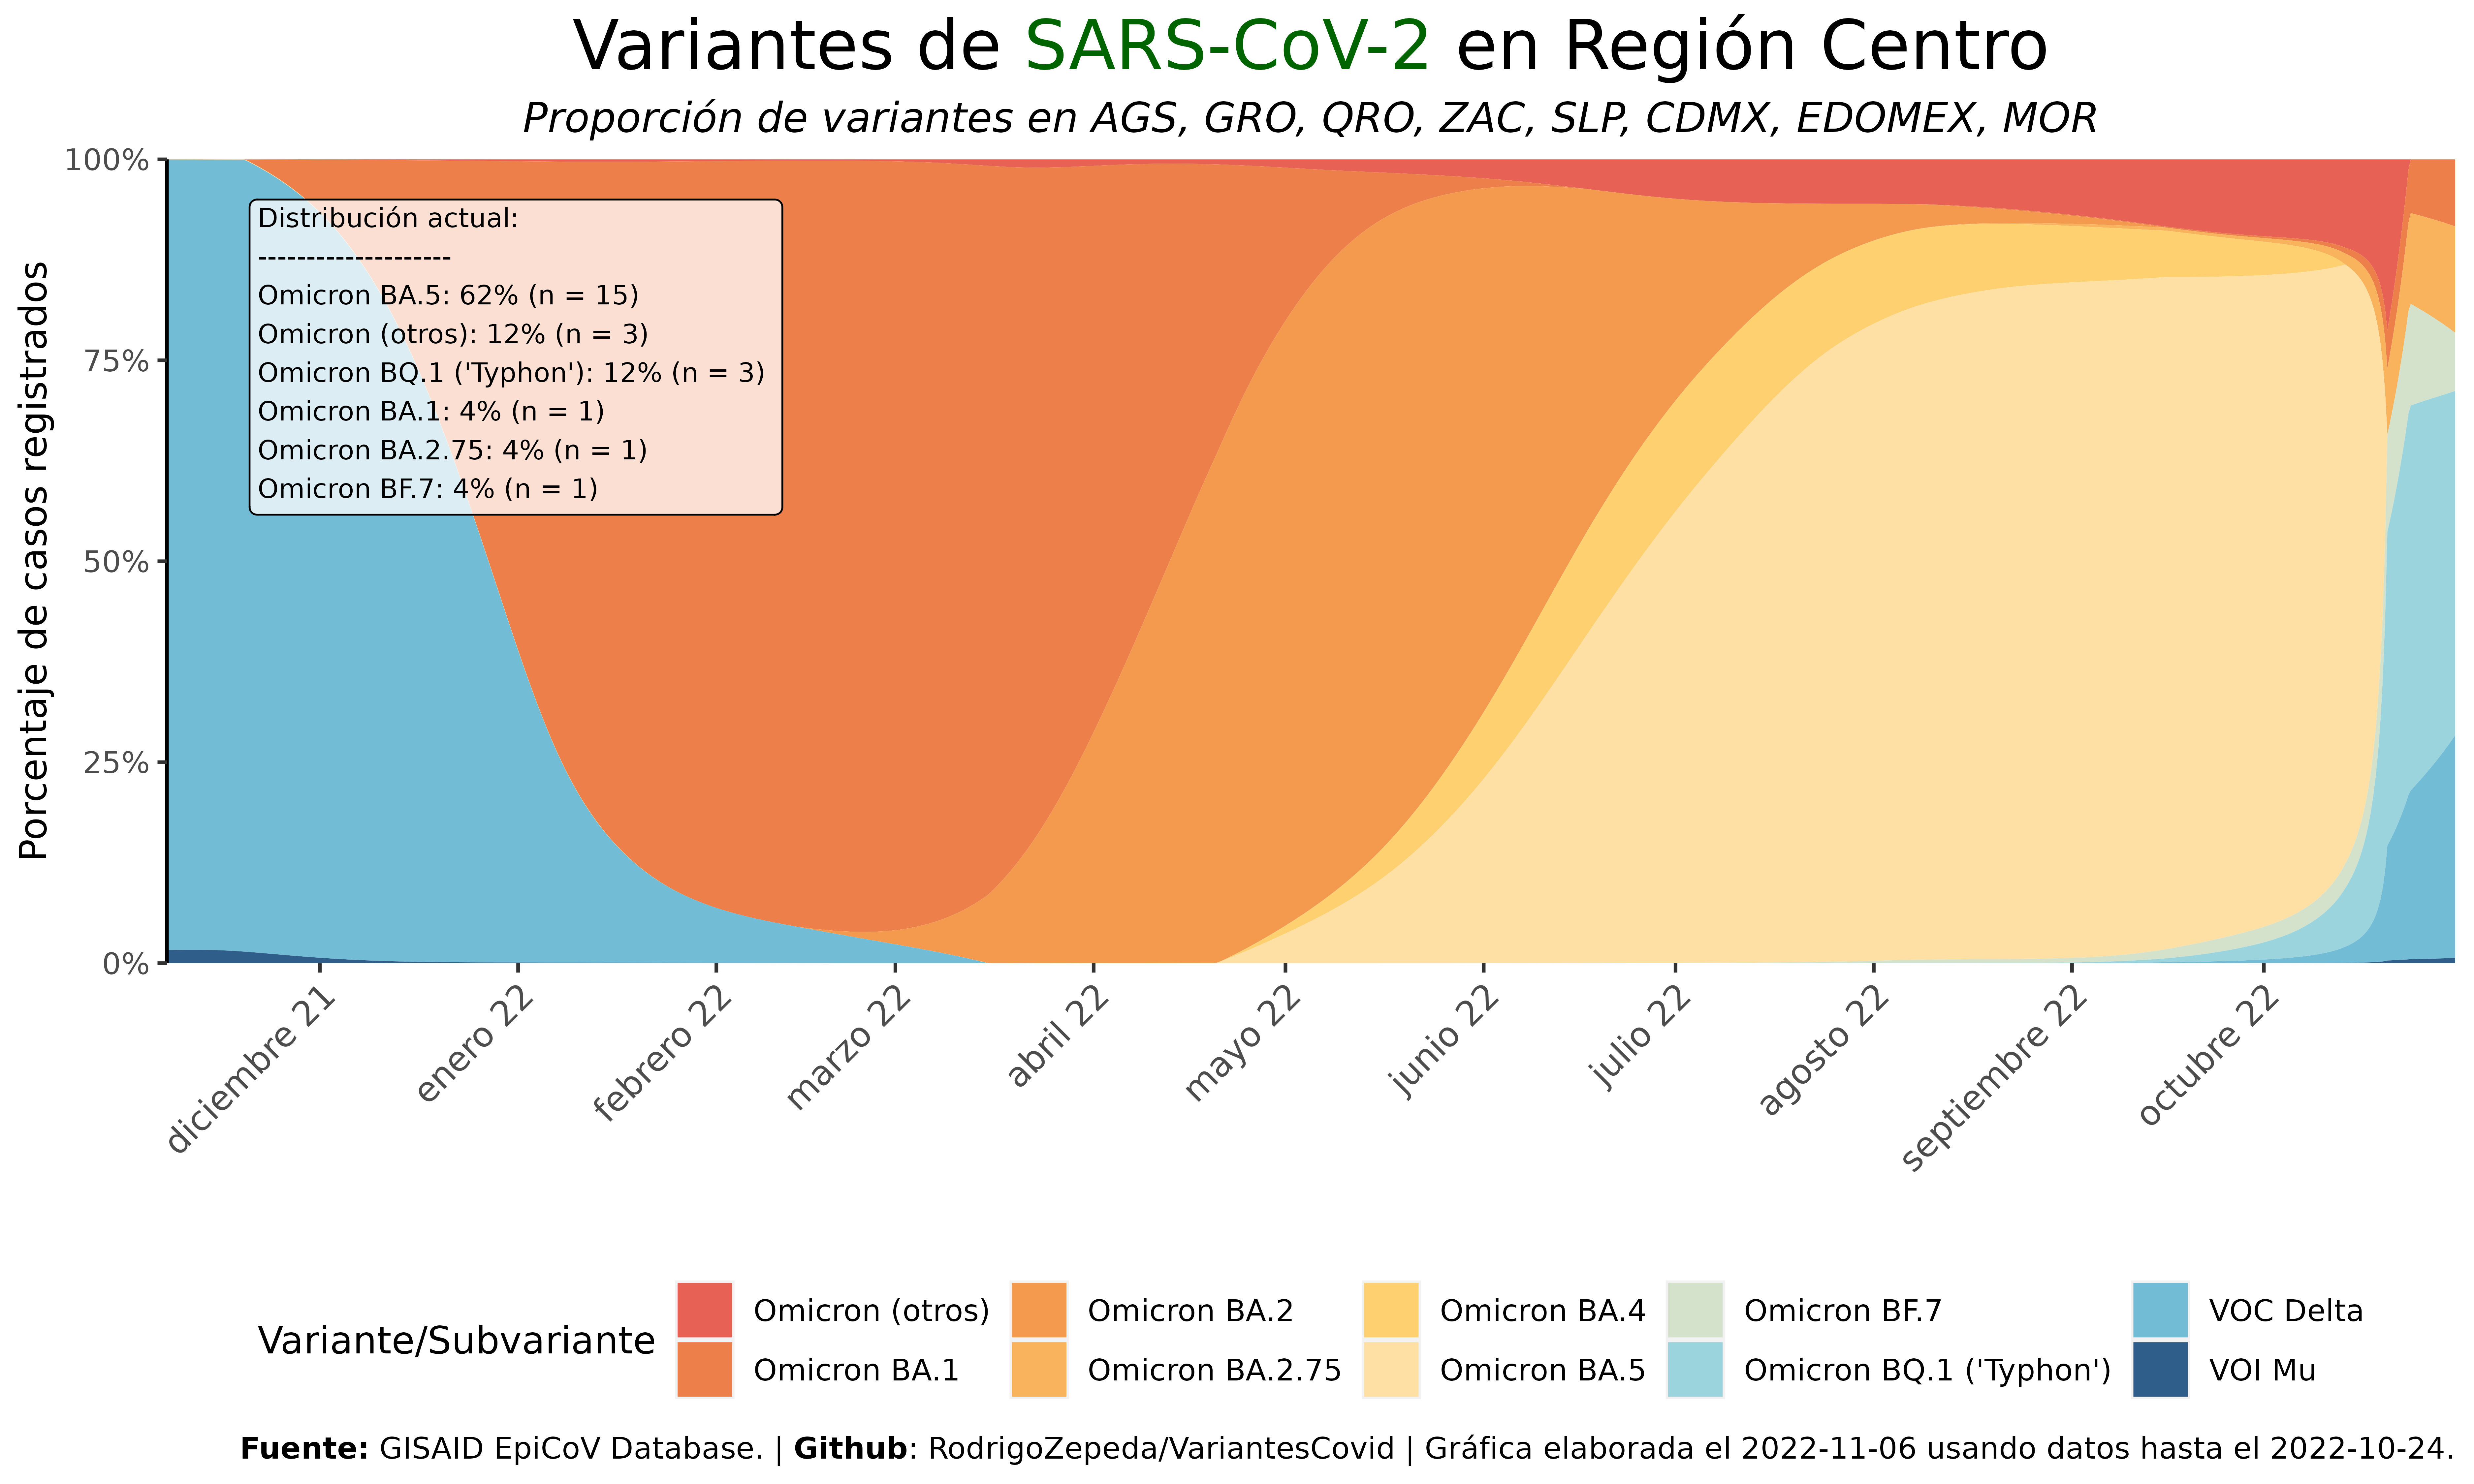 Variantes de SARS-CoV-2 en Región Centro
Proporción de variantes en AGS, GRO, QRO, ZAC, SLP, CDMX, EDOMEX, MOR
Porcentaje de casos registrados
100%
75%
50%
25%
0%
Distribución actual:
--------------------
Omicron BA.5: 62% (n = 15)
Omicron (otros): 12% (n = 3)
Omicron BQ.1 ('Typhon'): 12% (n = 3)
Omicron BA.1: 4% (n = 1)
Omicron BA.2.75: 4% (n = 1)
Omicron BF.7: 4% (n = 1)
diciembre 21
enero 22
febrero 22
marzo 22
abril 22
mayo 22
junio 22
julio 22
agosto 22
septiembre 22
octubre 22
Variante/Subvariante
Omicron (otros)
Omicron BA.1
Omicron BA.2
Omicron BA.2.75
Omicron BA.4
Omicron BA.5
Omicron BF.7
Omicron BQ.1 ('Typhon')
VOC Delta
VOI Mu
Fuente: GISAID EpiCoV Database. | Github: RodrigoZepeda/VariantesCovid | Gráfica elaborada el 2022-11-06 usando datos hasta el 2022-10-24.